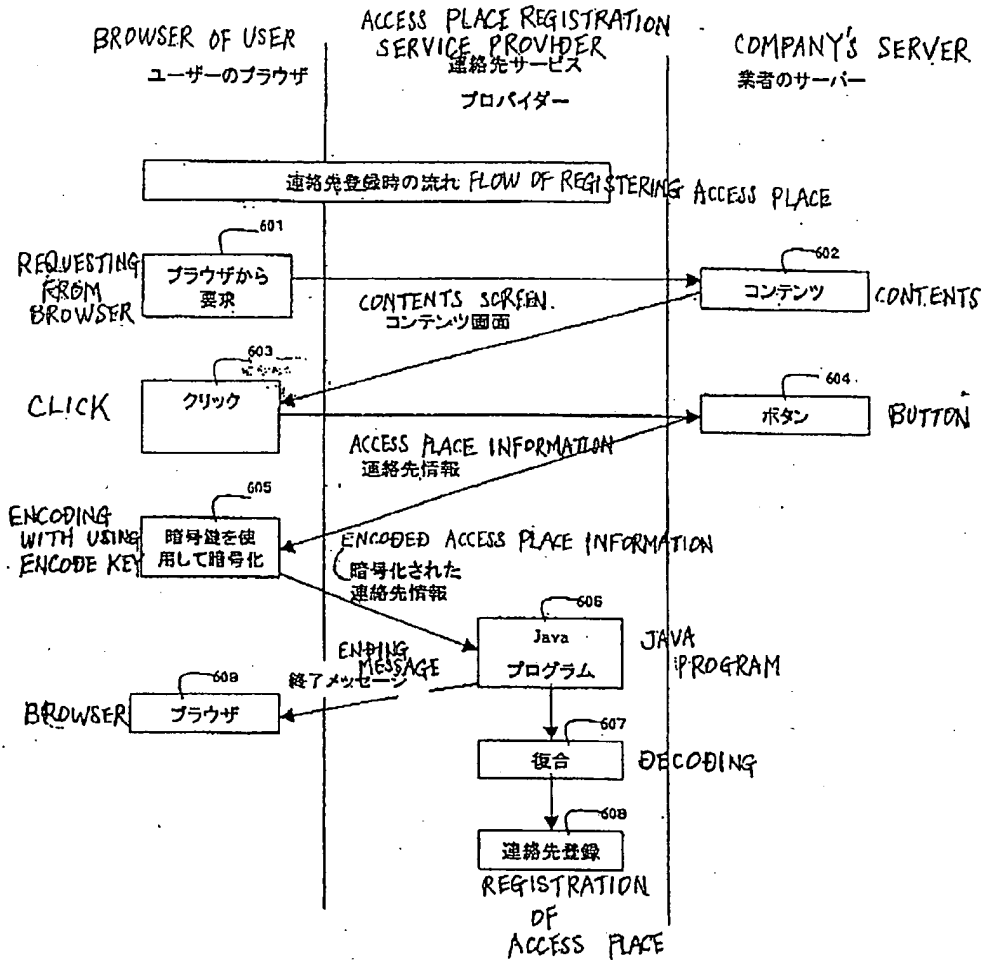 BROWSER OF USER
ユーザーのブラウザ
ACCESS PLACE REGISTRATION
SERVICE PROVIDER
連絡先サービス
プロバイダー
COMPANY'S SERVER
業者のサーバー
連絡先登録時の流れ FLOW OF REGISTERING ACCESS PLACE
601
REQUESTING
FROM
BROWSER
ブラウザから
要求
602
コンテンツ
CONTENTS
CONTENTS SCREEN.
コンテンツ画面
603
CLICK
クリック
604
ボタン
BUTTON
ACCESS PLACE INFORMATION
連絡先情報
605
ENCODING
WITH USING
ENCODE KEY
暗号鍵を使
用して暗号化
ENCODED ACCESS PLACE INFORMATION
暗号化された
連絡先情報
606
Java
プログラム
JAVA
PROGRAM
ENDING
MESSAGE
終了メッセージ
609
BROWSER
ブラウザ
607
復合
DECODING
608
連絡先登録
REGISTRATION
OF
ACCESS PLACE